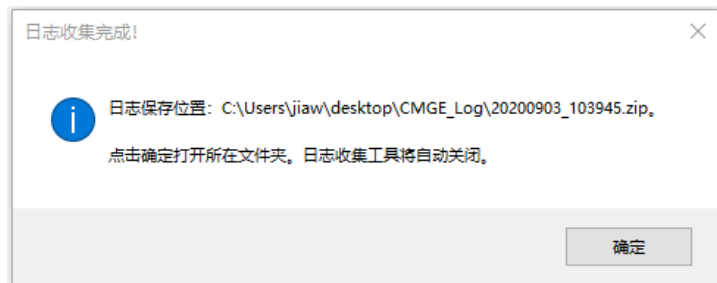 日志收集完成!
日志保存位置：C:\Users\jiaw\desktop\CMGE_Log\20200903_103945.zip。
点击确定打开所在文件夹。日志收集工具将自动关闭。
确定